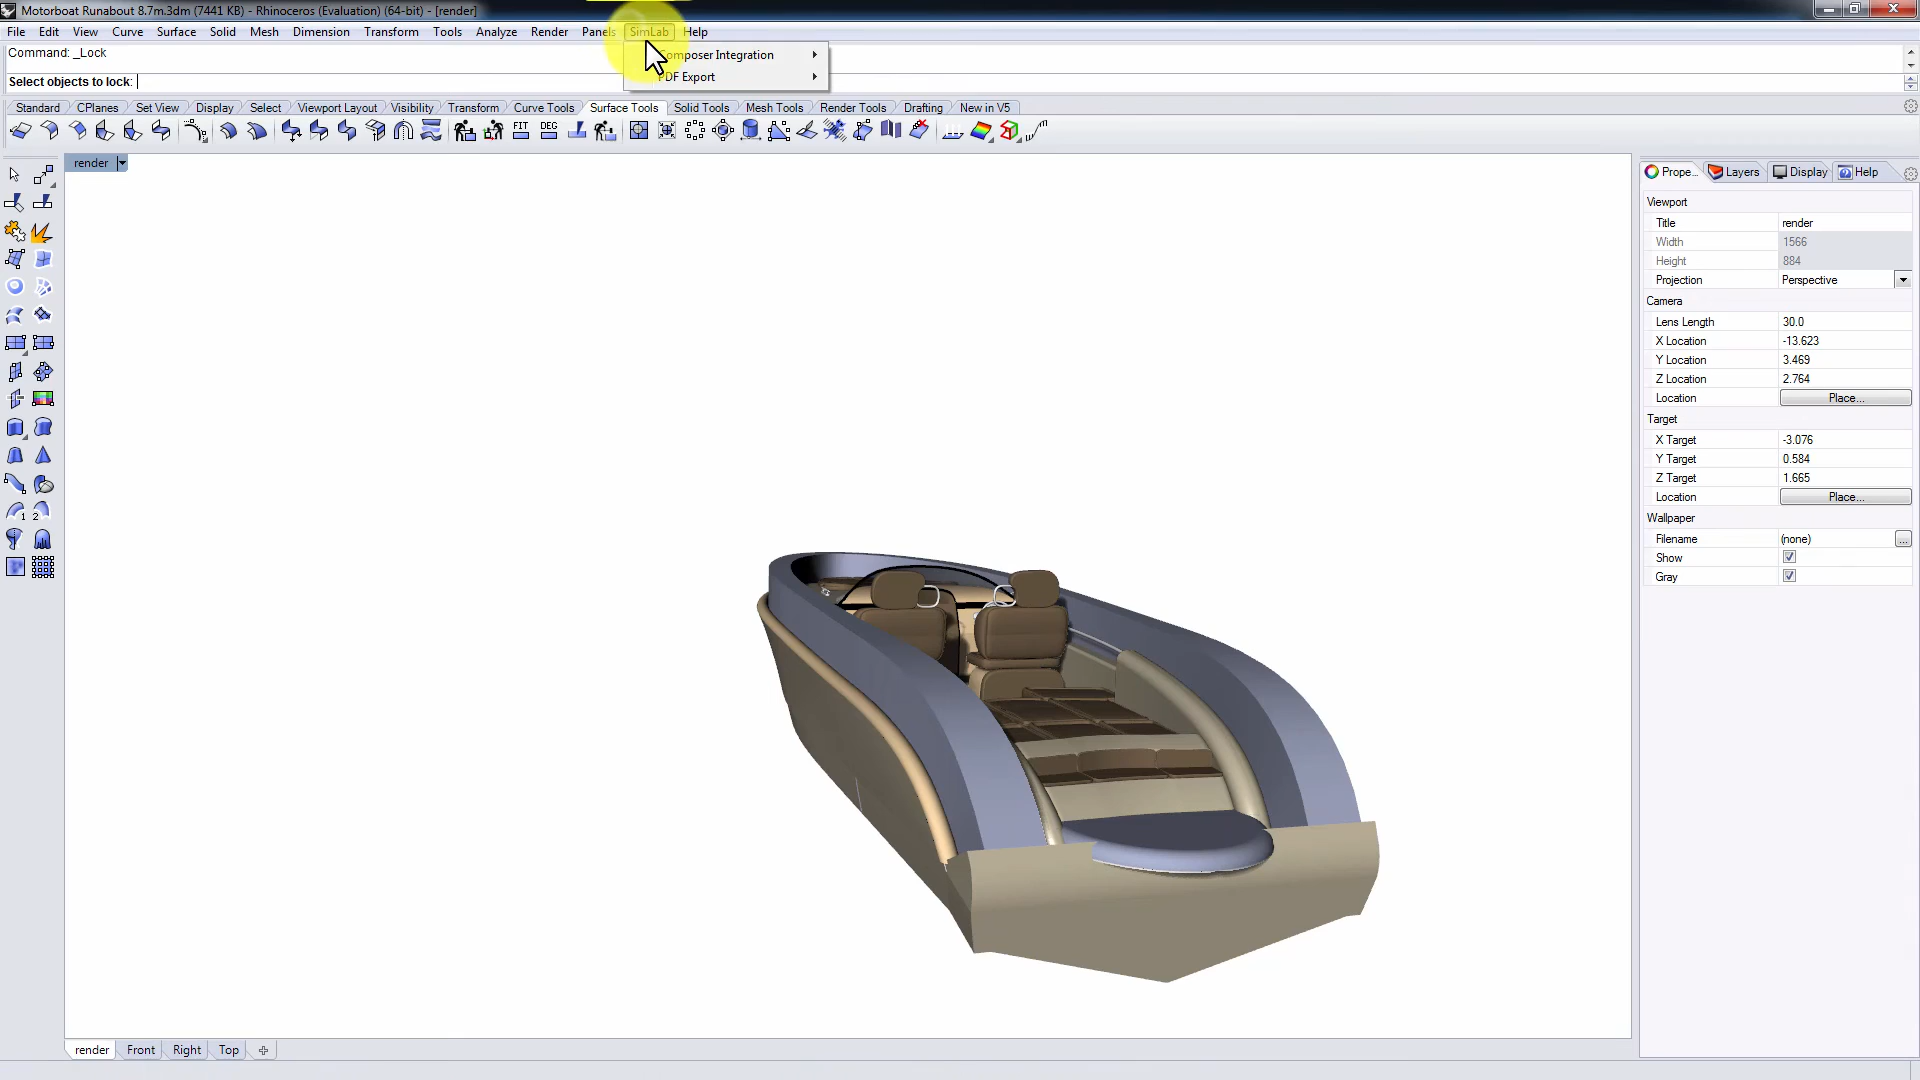 Motorboat Runabout 8.7m.3dm (7441 KB) - Rhinoceros (Evaluation) (64-bit) - [render]
File Edit View Curve Surface Solid Mesh Dimension Transform Tools Analyze Render Panels SimLab Help
Command: _Lock
Composer Integration
Select objects to lock:
PDF Export
Standard CPlanes Set View Display Select Viewport Layout Visibility Transform Curve Tools Surface Tools Solid Tools Mesh Tools Render Tools Drafting New in V5
FIT DEG
render
Prope... Layers Display Help
Viewport
Title render
Width 1566
Height 884
Projection Perspective
Camera
Lens Length 30.0
X Location -13.623
Y Location 3.469
Z Location 2.764
Location Place...
Target
X Target -3.076
Y Target 0.584
Z Target 1.665
Location Place...
Wallpaper
Filename (none) ...
Show
Gray
1 2
render Front Right Top